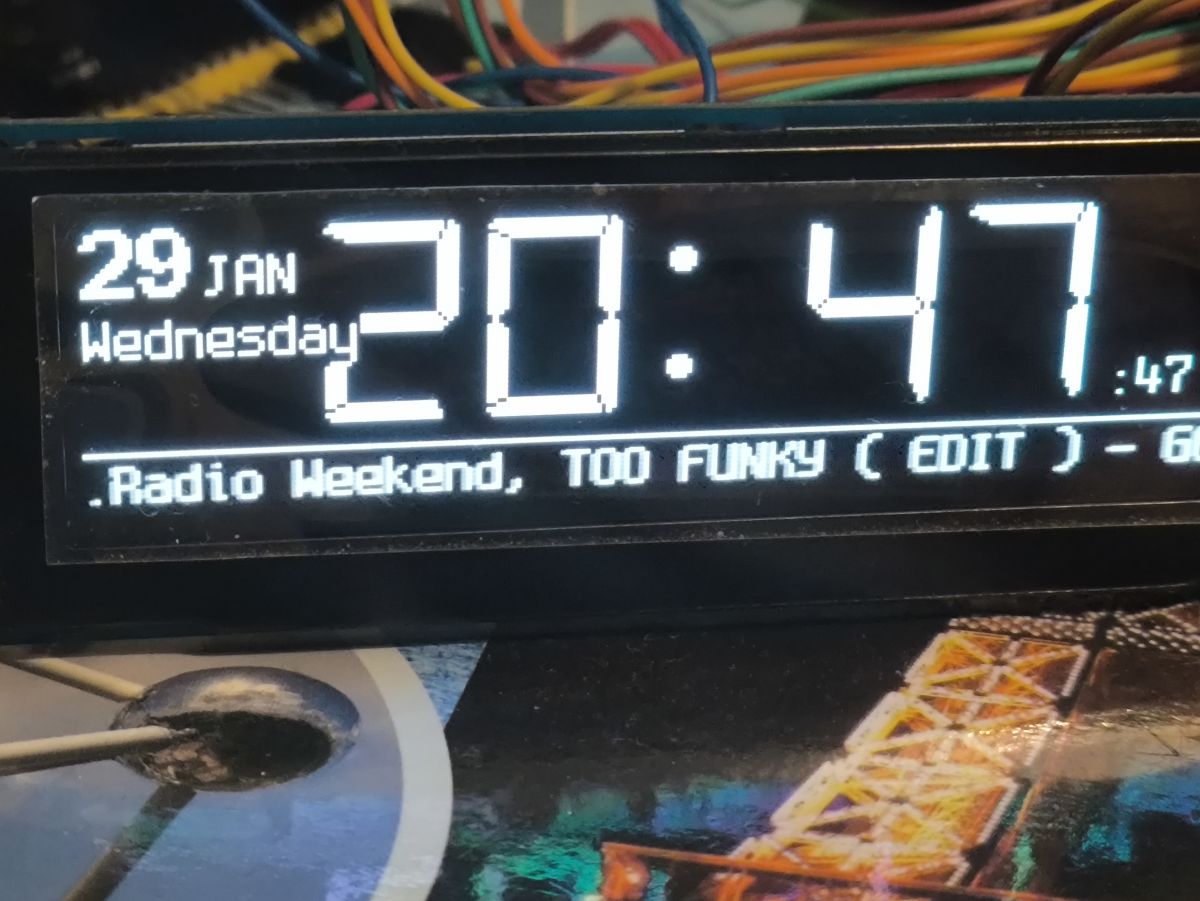 29 JAN
Wednesday
20:47
:47
.Radio Weekend, TOO FUNKY ( EDIT ) -